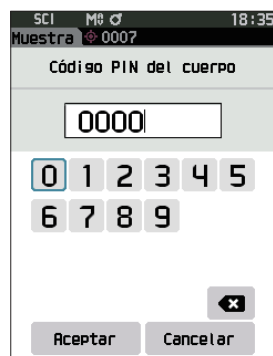 SCI M0 18:35
Muestra 0007
Código PIN del cuerpo
0000
0 1 2 3 4 5
6 7 8 9
Aceptar Cancelar